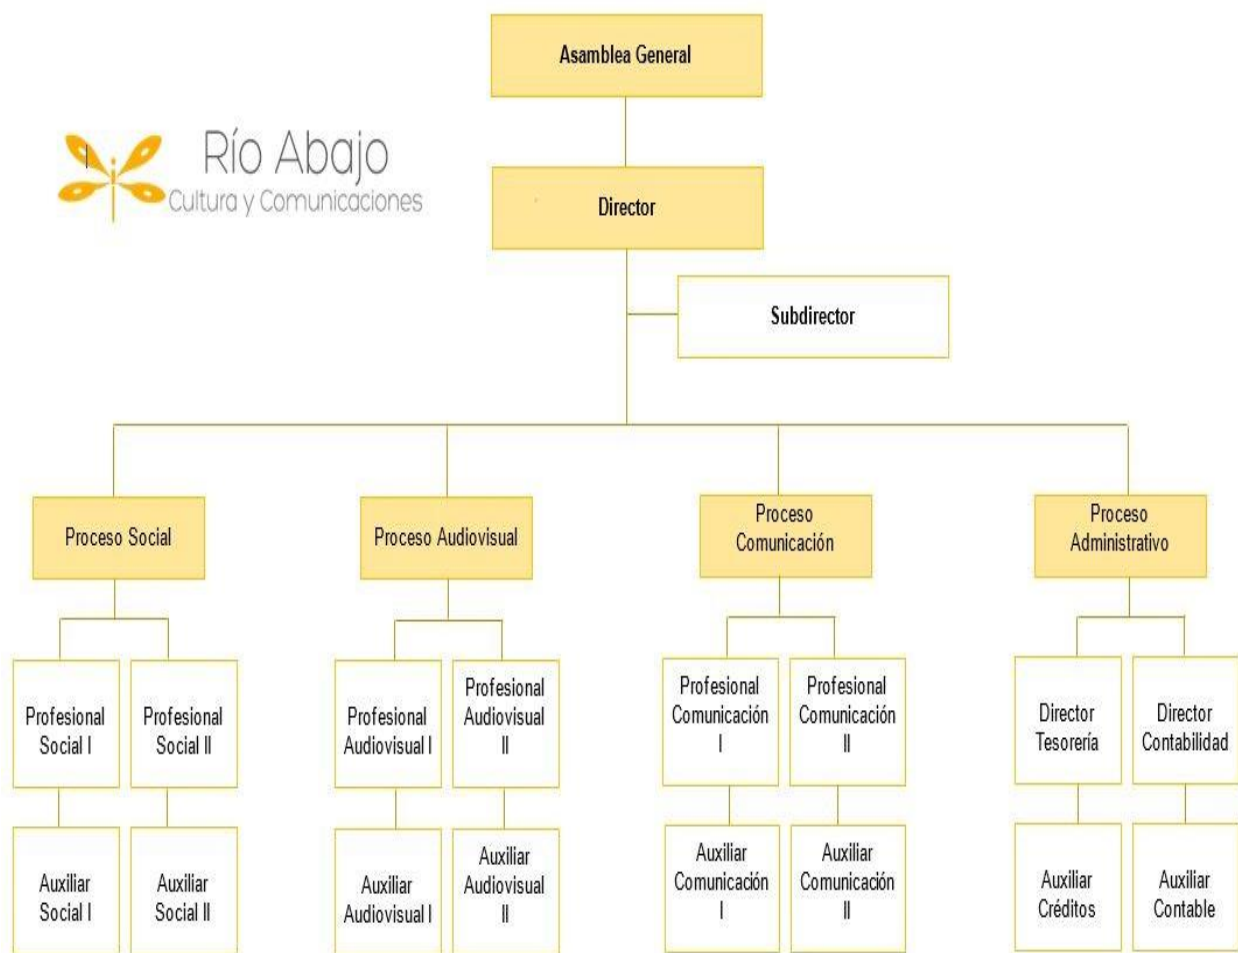 Asamblea General
Río Abajo
Cultura y Comunicaciones
Director
Subdirector
Proceso Social
Proceso Audiovisual
Proceso
Comunicación
Proceso
Administrativo
Profesional
Social I
Profesional
Social II
Profesional
Audiovisual I
Profesional
Audiovisual
II
Profesional
Comunicación
I
Profesional
Comunicación
II
Director
Tesorería
Director
Contabilidad
Auxiliar
Social I
Auxiliar
Social II
Auxiliar
Audiovisual I
Auxiliar
Audiovisual
II
Auxiliar
Comunicación
I
Auxiliar
Comunicación
II
Auxiliar
Créditos
Auxiliar
Contable